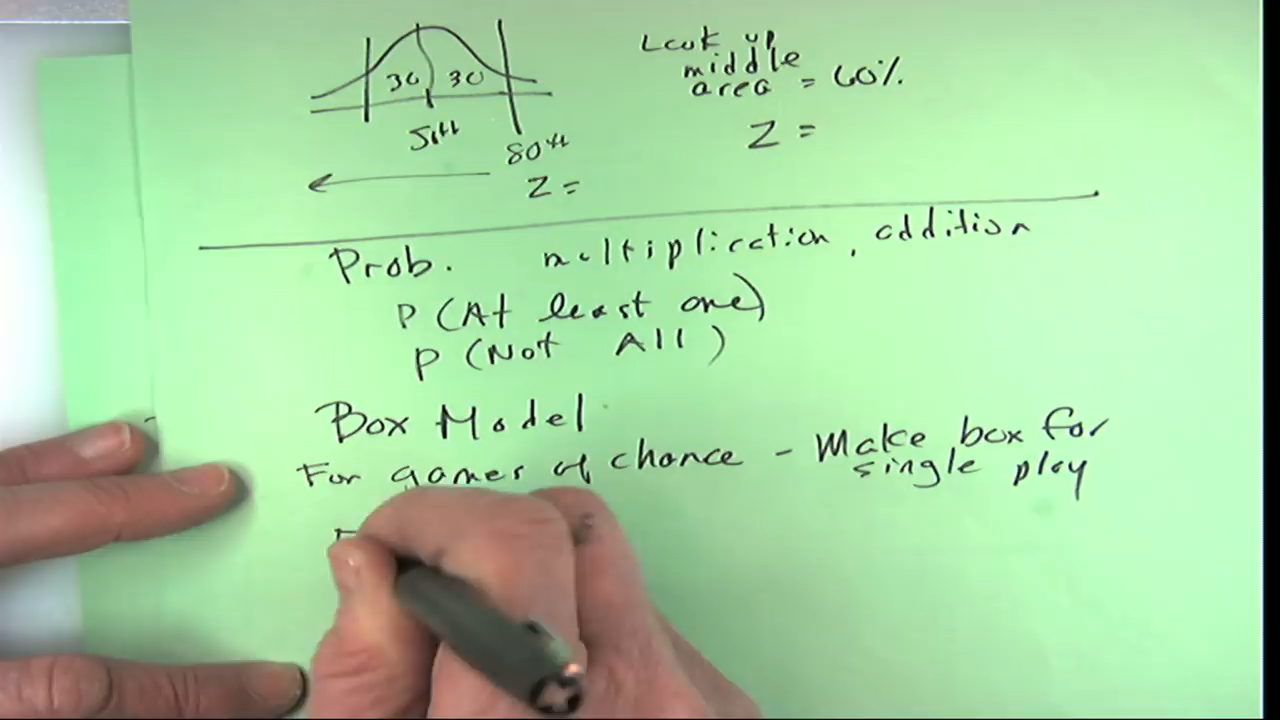 30 30
50th
80th
Z =
Look up
middle
area = 60%
Z =
Prob. multiplication, addition
P (At least one)
P (Not All)
Box Model
For games of chance - Make box for
single play